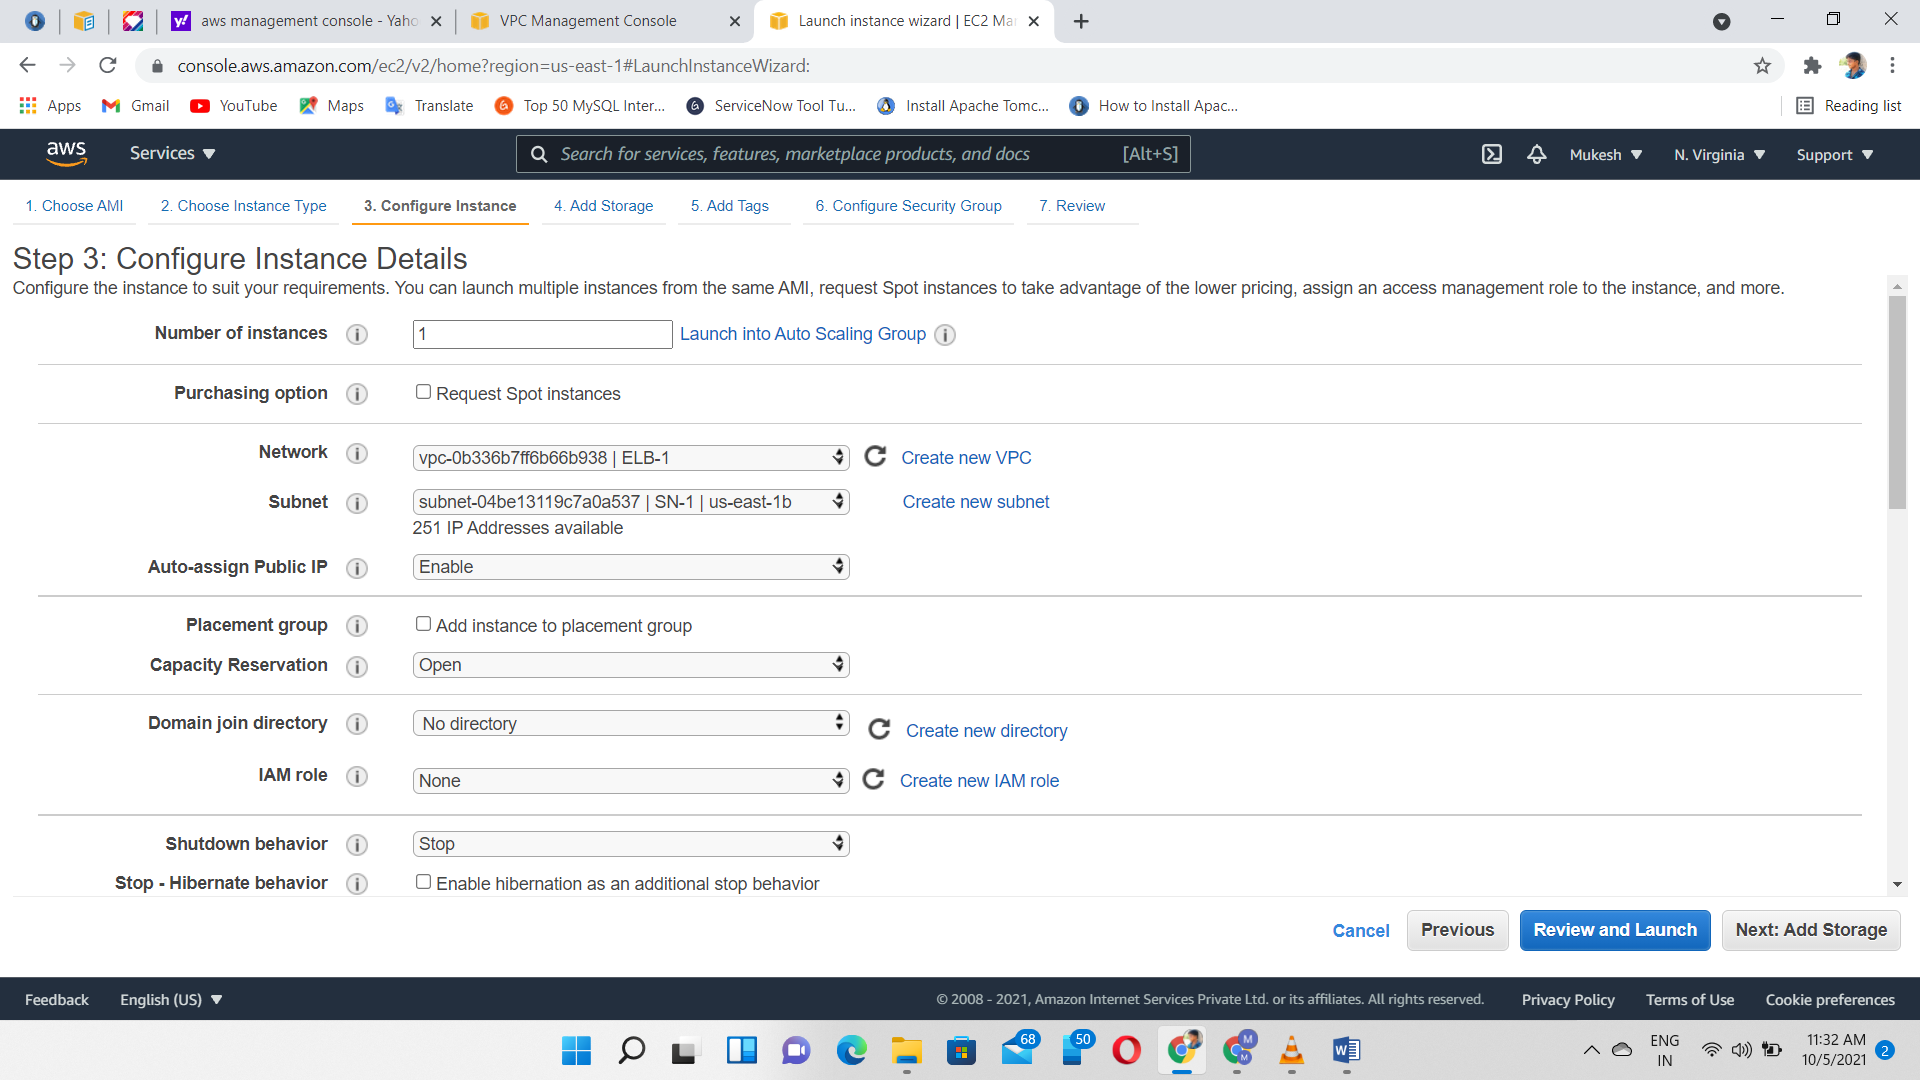 aws management console - Yaho
VPC Management Console
Launch instance wizard | EC2 Mar
console.aws.amazon.com/ec2/v2/home?region=us-east-1#LaunchInstanceWizard:
Apps
Gmail
YouTube
Maps
Translate
Top 50 MySQL Inter...
ServiceNow Tool Tu...
Install Apache Tomc...
How to Install Apac...
Reading list
aws
Services
Search for services, features, marketplace products, and docs
[Alt+S]
Mukesh
N. Virginia
Support
1. Choose AMI
2. Choose Instance Type
3. Configure Instance
4. Add Storage
5. Add Tags
6. Configure Security Group
7. Review
Step 3: Configure Instance Details
Configure the instance to suit your requirements. You can launch multiple instances from the same AMI, request Spot instances to take advantage of the lower pricing, assign an access management role to the instance, and more.
Number of instances
1
Launch into Auto Scaling Group
Purchasing option
Request Spot instances
Network
vpc-0b336b7ff6b66b938 | ELB-1
Create new VPC
Subnet
subnet-04be13119c7a0a537 | SN-1 | us-east-1b
Create new subnet
251 IP Addresses available
Auto-assign Public IP
Enable
Placement group
Add instance to placement group
Capacity Reservation
Open
Domain join directory
No directory
Create new directory
IAM role
None
Create new IAM role
Shutdown behavior
Stop
Stop - Hibernate behavior
Enable hibernation as an additional stop behavior
Cancel
Previous
Review and Launch
Next: Add Storage
Feedback
English (US)
© 2008 - 2021, Amazon Internet Services Private Ltd. or its affiliates. All rights reserved.
Privacy Policy
Terms of Use
Cookie preferences
68
50
M
M
ENG
IN
11:32 AM
10/5/2021
2